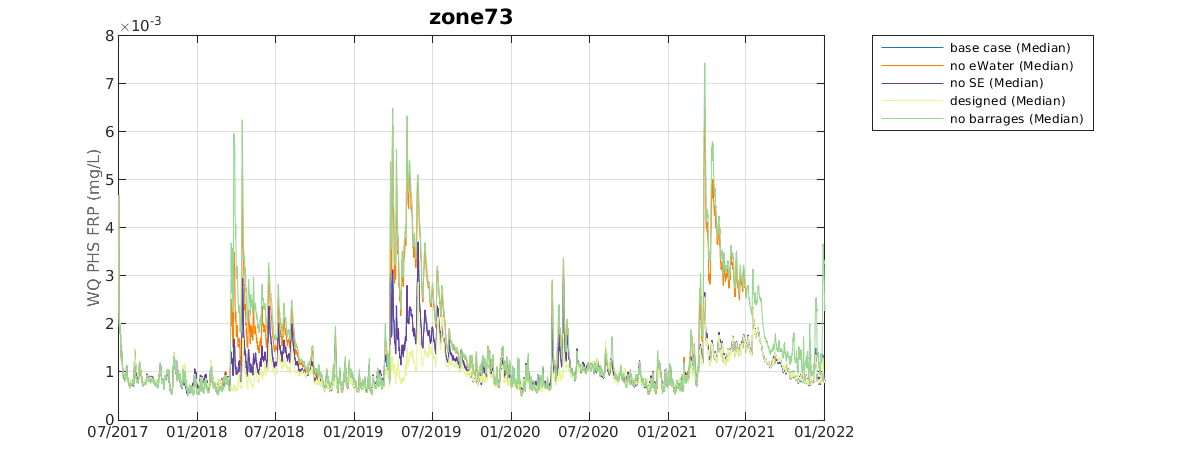 zone73
×10-3
8
7
6
5
4
3
2
1
0
WQ PHS FRP (mg/L)
07/2017 01/2018 07/2018 01/2019 07/2019 01/2020 07/2020 01/2021 07/2021 01/2022
base case (Median)
no eWater (Median)
no SE (Median)
designed (Median)
no barrages (Median)